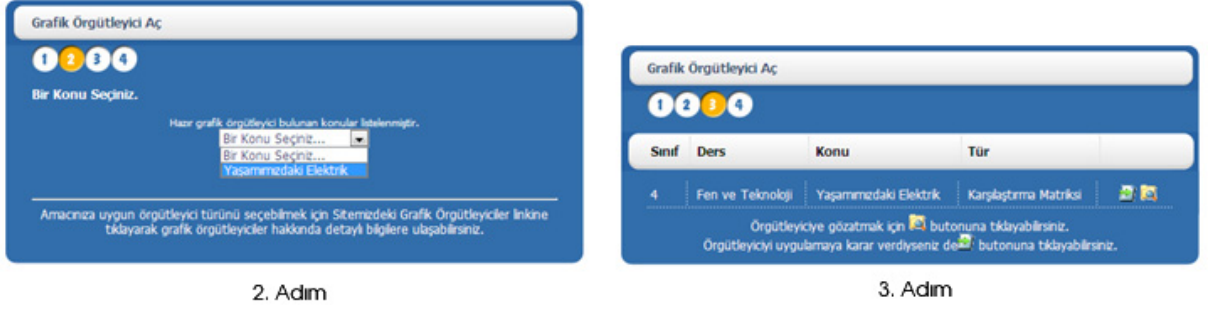 Grafik Örgütleyici Aç
1 2 3 4
Bir Konu Seçiniz.
Hazır grafik örgütleyici bulunan konular listelenmiştir.
Bir Konu Seçiniz...
Bir Konu Seçiniz...
Yaşamımızdaki Elektrik
Amacınıza uygun örgütleyici türünü seçebilmek için Sitemizdeki Grafik Örgütleyiciler linkine
tıklayarak grafik örgütleyiciler hakkında detaylı bilgilere ulaşabilirsiniz.
2. Adım
Grafik Örgütleyici Aç
1 2 3 4
Sınıf Ders Konu Tür
4 Fen ve Teknoloji Yaşamımızdaki Elektrik Karşılaştırma Matriksi
Örgütleyiciye gözatmak için butonuna tıklayabilirsiniz.
Örgütleyiciyi uygulamaya karar verdiyseniz de butonuna tıklayabilirsiniz.
3. Adım